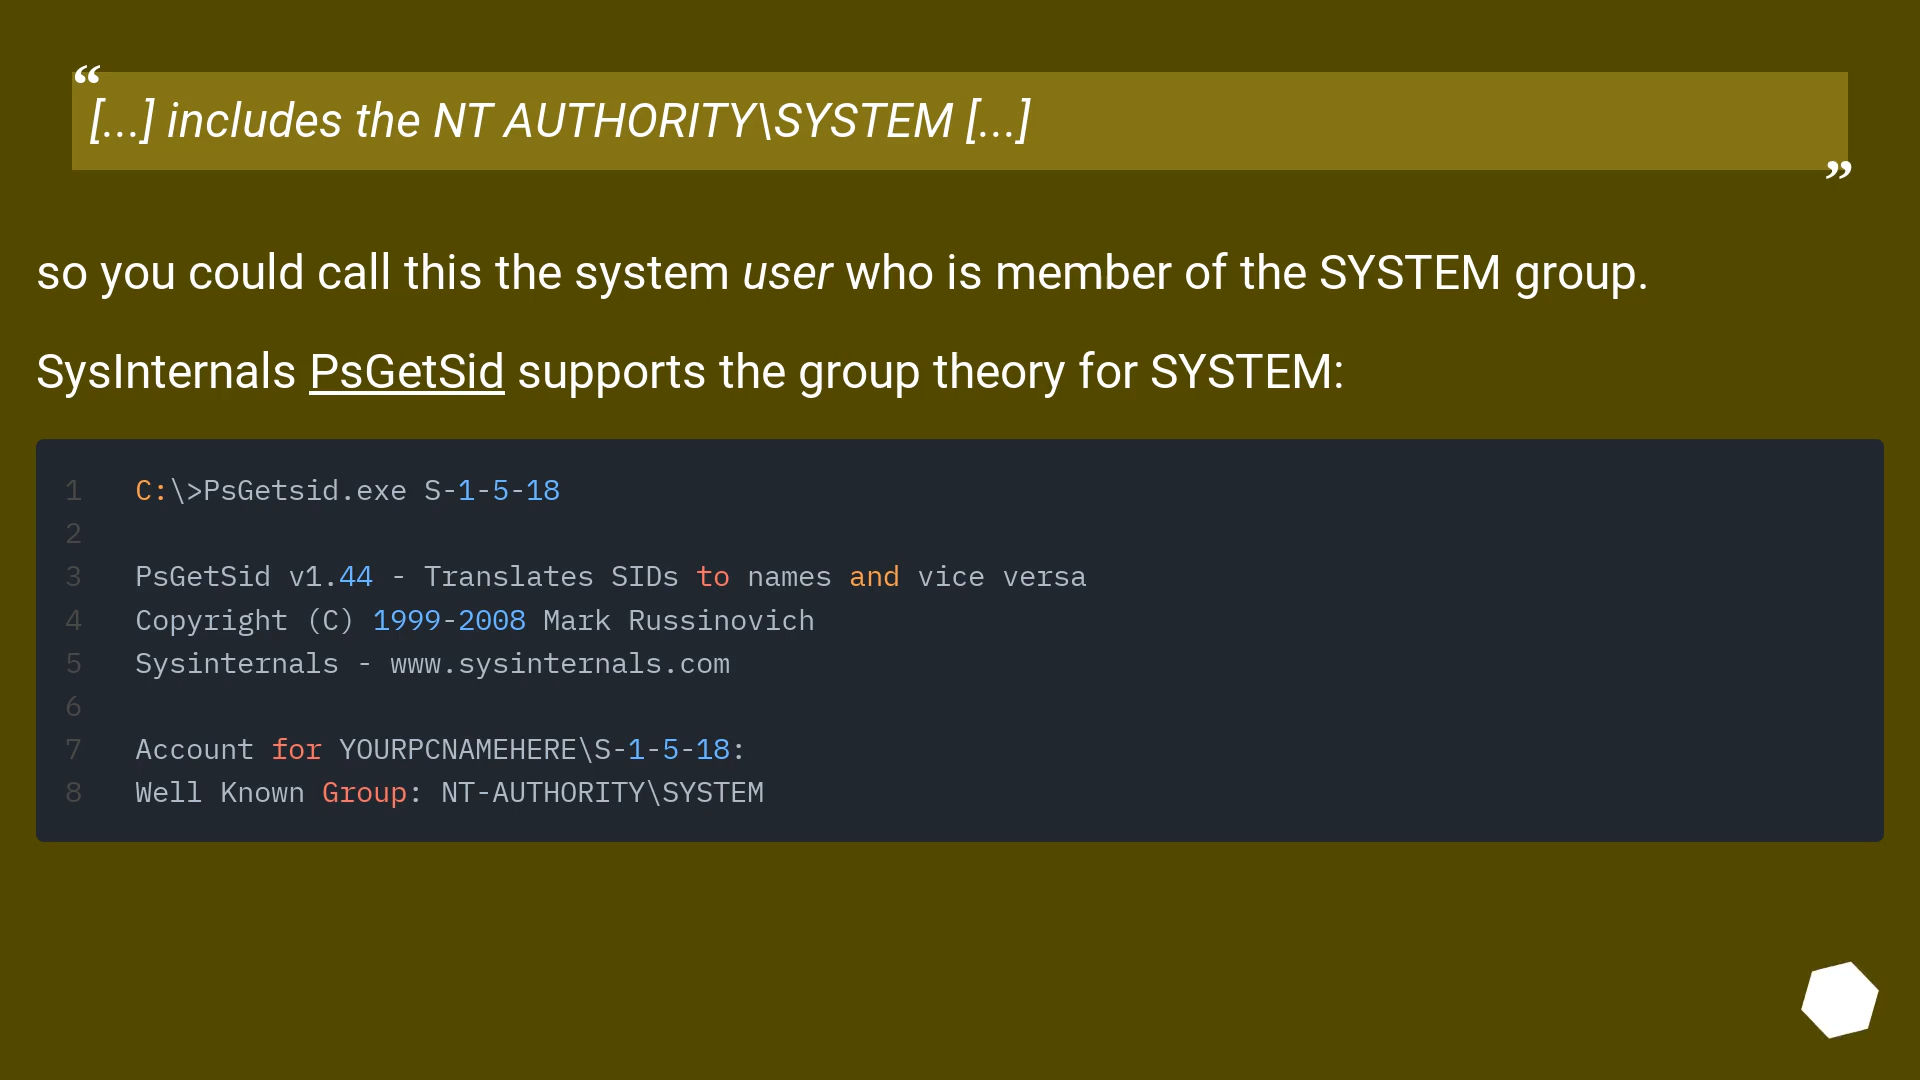 “
[...] includes the NT AUTHORITY\SYSTEM [...]
”
so you could call this the system user who is member of the SYSTEM group.
SysInternals PsGetSid supports the group theory for SYSTEM:
1 C:\>PsGetsid.exe S-1-5-18
2
3 PsGetSid v1.44 - Translates SIDs to names and vice versa
4 Copyright (C) 1999-2008 Mark Russinovich
5 Sysinternals - www.sysinternals.com
6
7 Account for YOURPCNAMEHERE\S-1-5-18:
8 Well Known Group: NT-AUTHORITY\SYSTEM